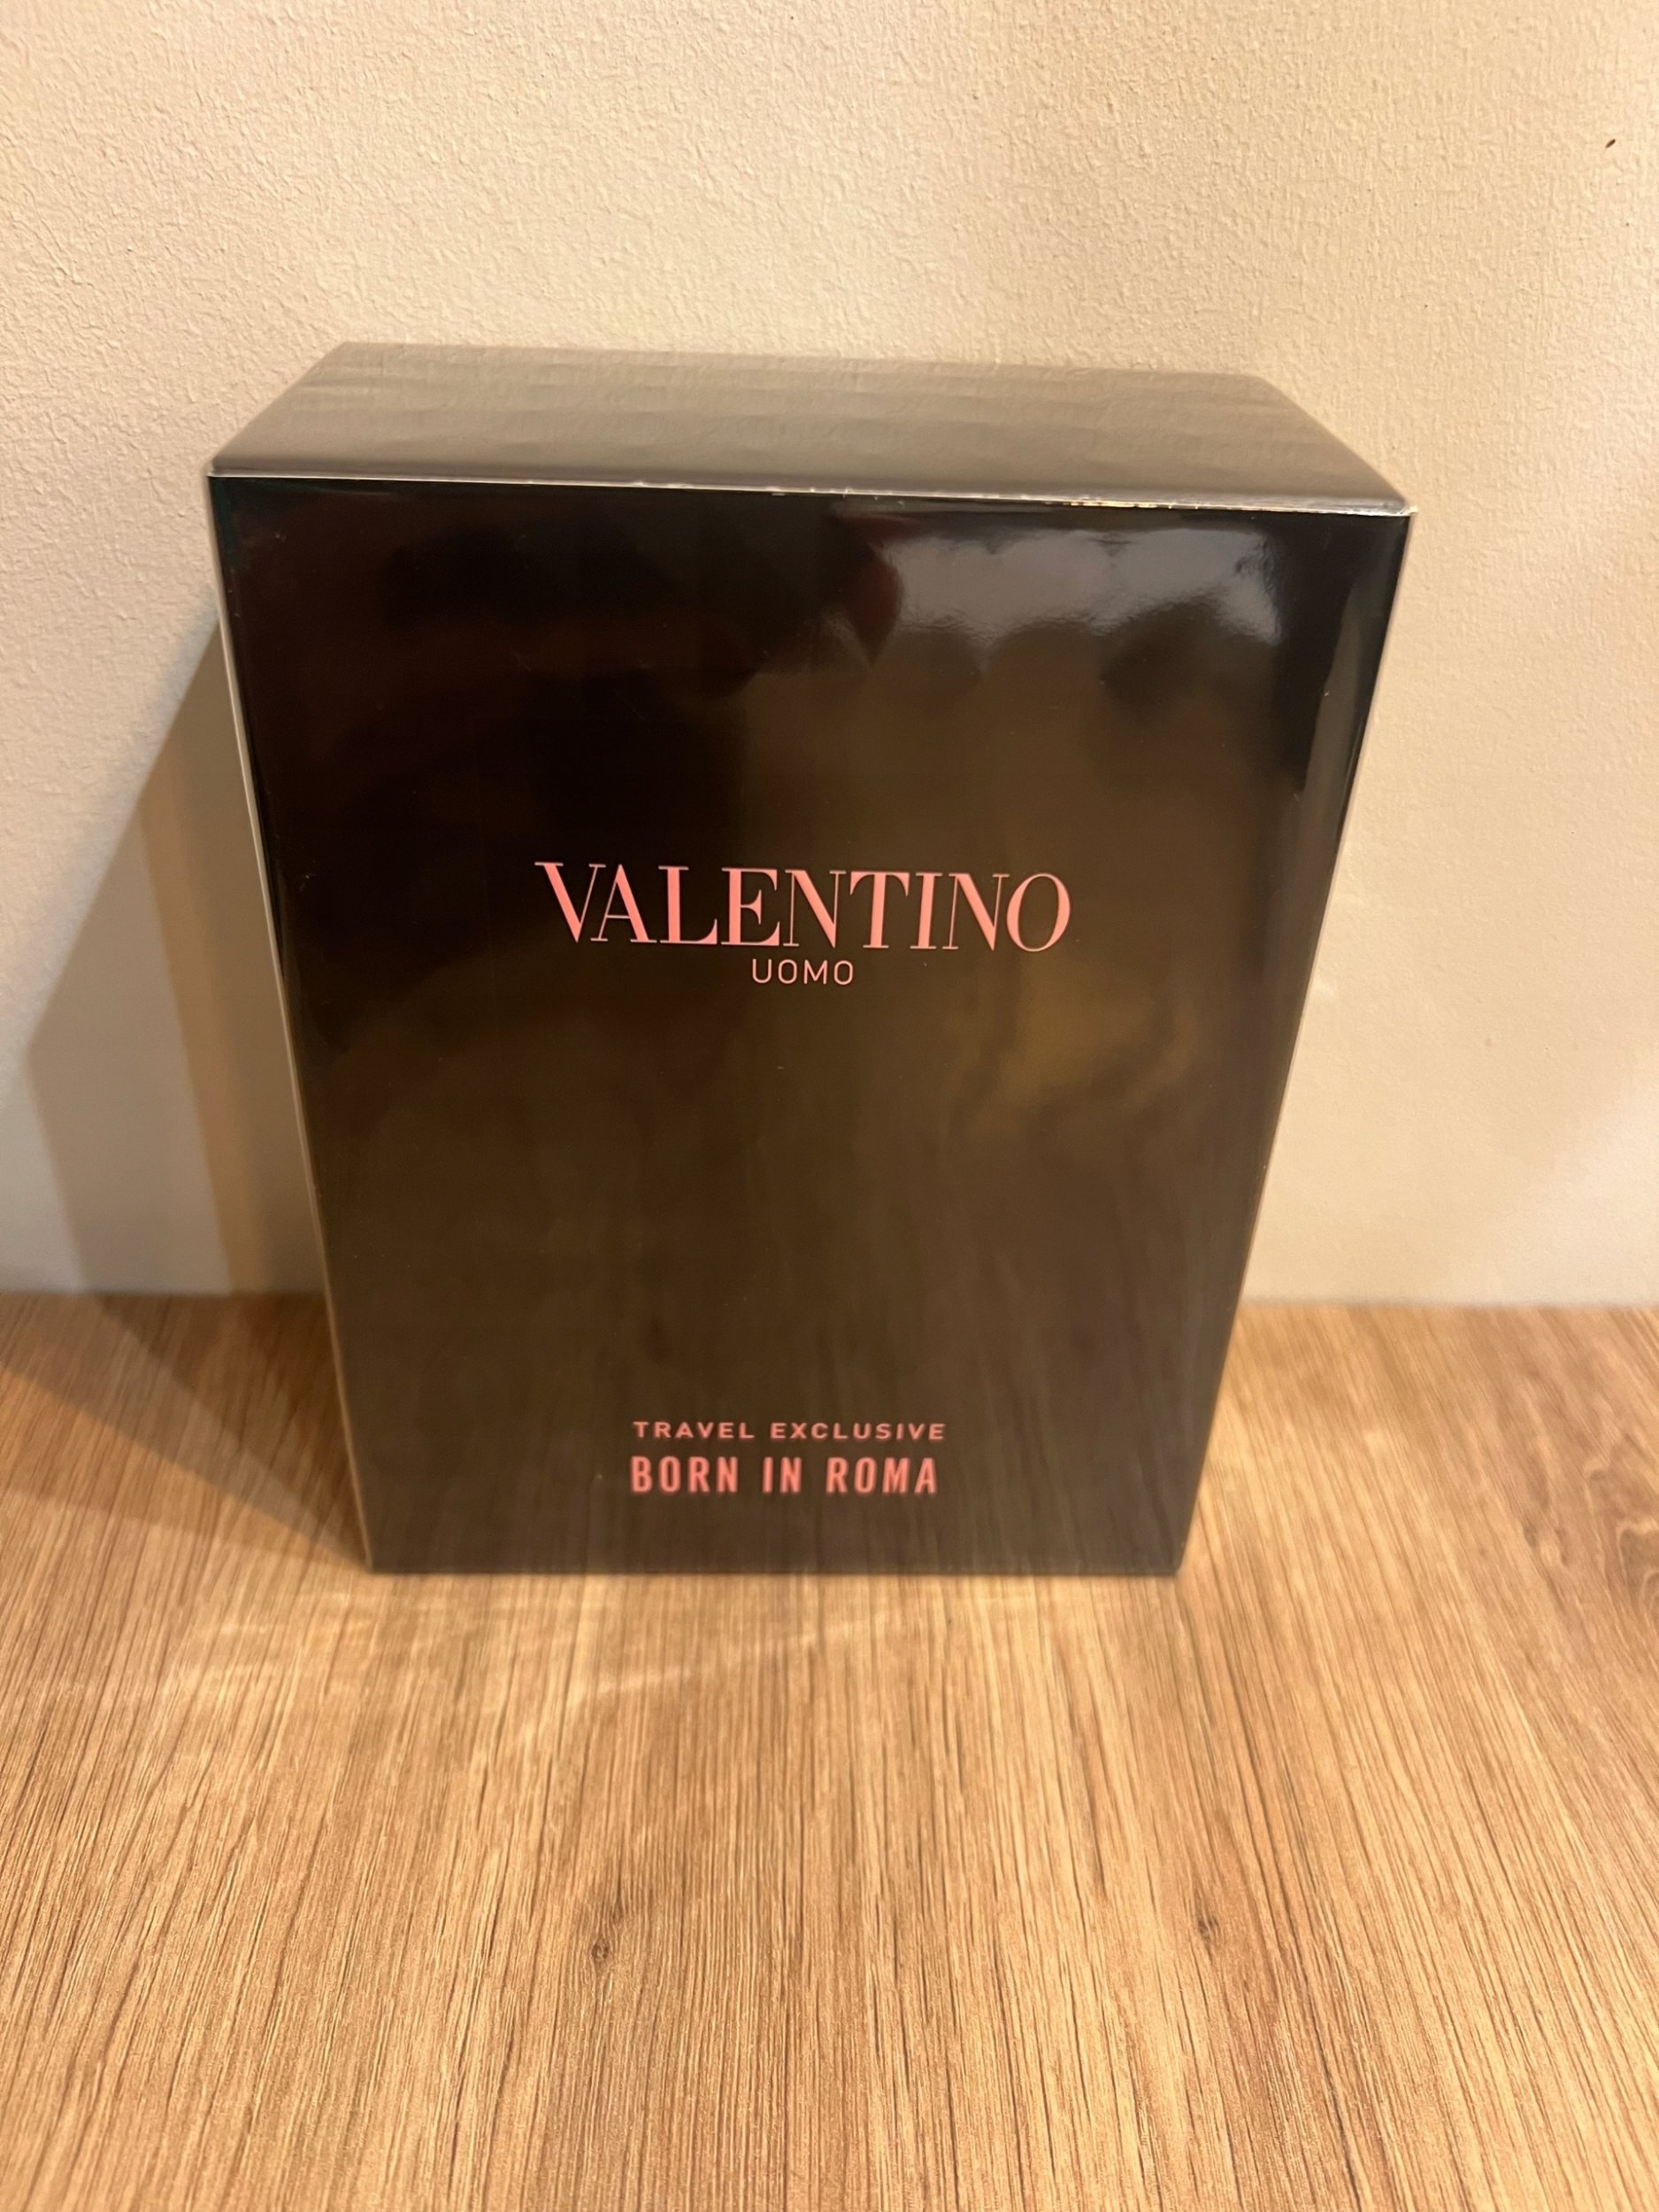 VALENTINO
UOMO
TRAVEL EXCLUSIVE
BORN IN ROMA